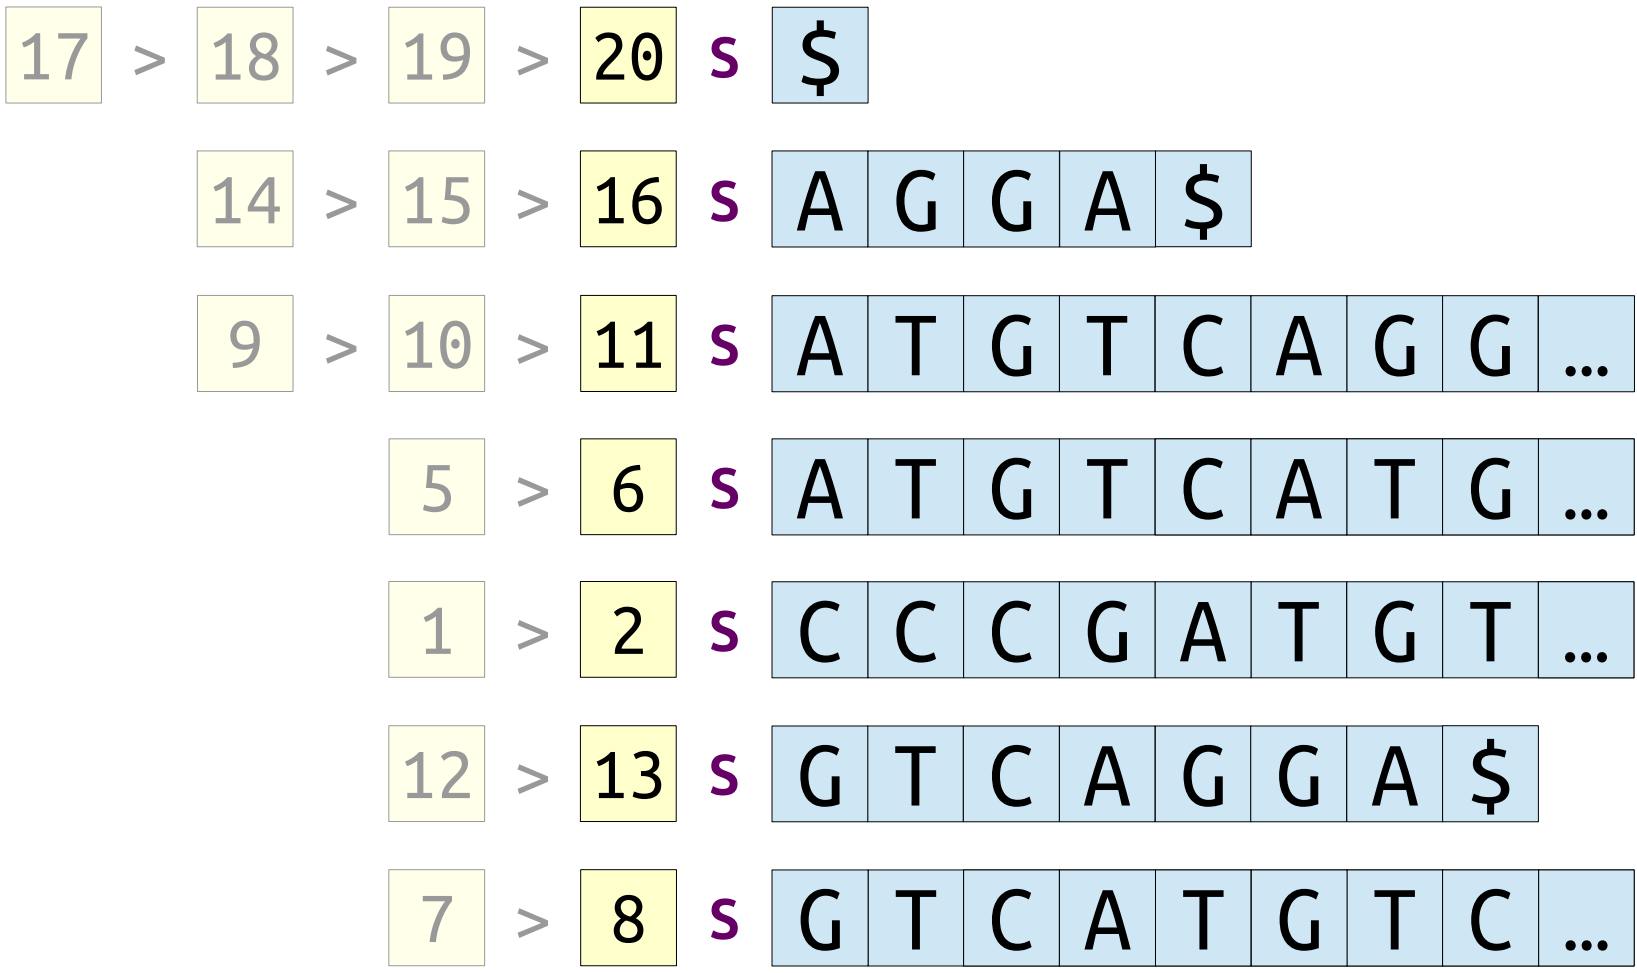 17 > 18 > 19 > 20 S $
14 > 15 > 16 S A G G A $
9 > 10 > 11 S A T G T C A G G ...
5 > 6 S A T G T C A T G ...
1 > 2 S C C C G A T G T ...
12 > 13 S G T C A G G A $
7 > 8 S G T C A T G T C ...